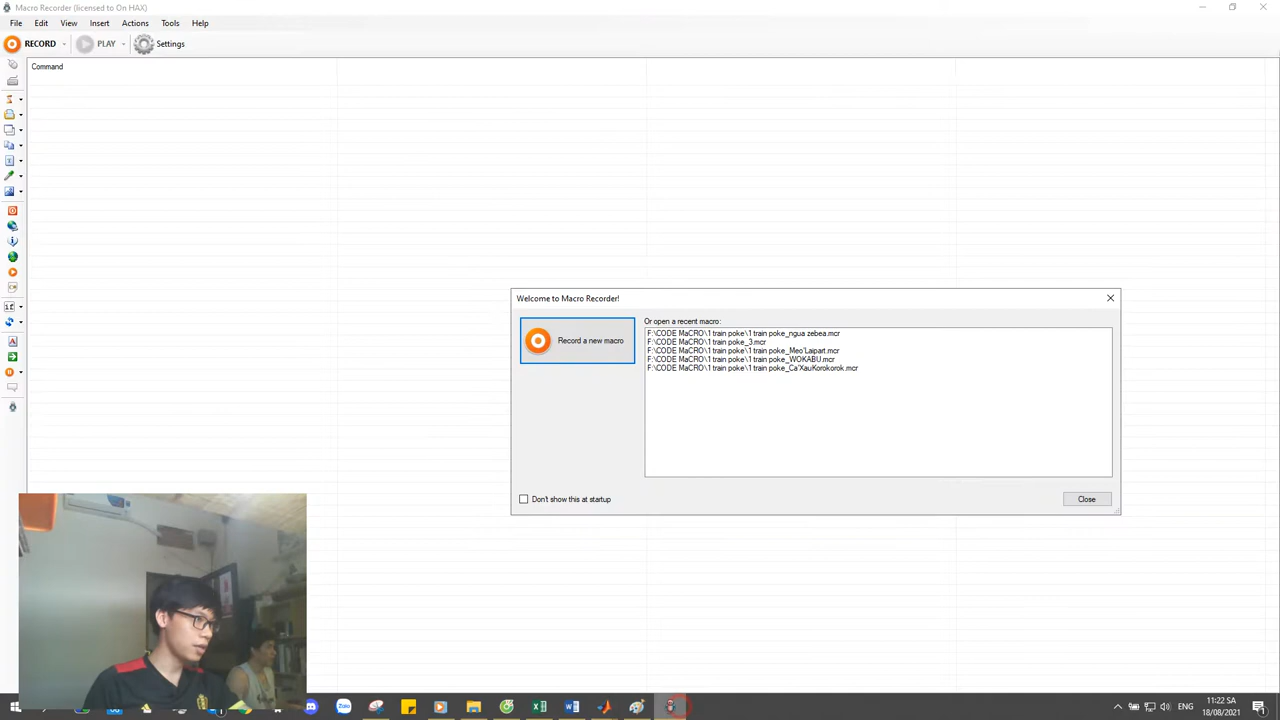 Macro Recorder (licensed to On HAX)
File Edit View Insert Actions Tools Help
RECORD PLAY Settings
Command
Welcome to Macro Recorder!
Record a new macro
Or open a recent macro:
F:\CODE MaCRO\1 train poke\1 train poke_ngua zebea.mcr
F:\CODE MaCRO\1 train poke_3.mcr
F:\CODE MaCRO\1 train poke\1 train poke_Meo'Laipart.mcr
F:\CODE MaCRO\1 train poke\1 train poke_WOKABU.mcr
F:\CODE MaCRO\1 train poke\1 train poke_Ca'XauKorokorok.mcr
Don't show this at startup
Close
Zalo
ENG
11:22 SA
18/08/2021